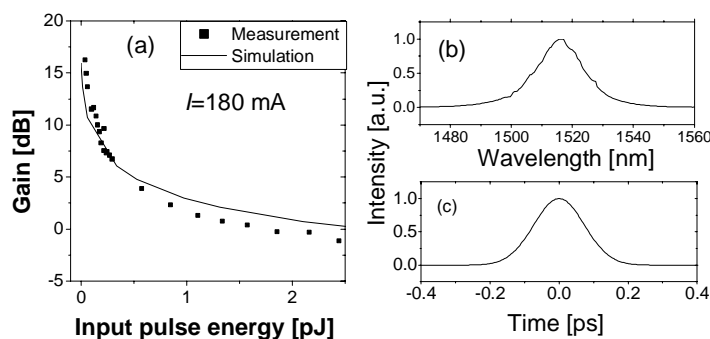 (a)
Measurement
Simulation
I=180 mA
Gain [dB]
20
15
10
5
0
-5
0
1
2
Input pulse energy [pJ]
(b)
Intensity [a.u.]
1.0
0.5
0.0
1480
1500
1520
1540
1560
Wavelength [nm]
(c)
1.0
0.5
0.0
-0.4
-0.2
0.0
0.2
0.4
Time [ps]